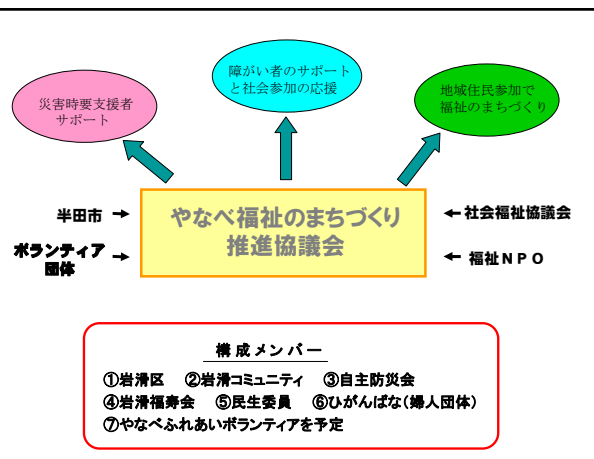 障がい者のサポート
と社会参加の応援
災害時要支援者
サポート
地域住民参加で
福祉のまちづくり
半田市 →
ボランティア →
団体
やなべ福祉のまちづくり
推進協議会
← 社会福祉協議会
← 福祉NPO
構成メンバー
①岩滑区 ②岩滑コミュニティ ③自主防災会
④岩滑福寿会 ⑤民生委員 ⑥ひがんばな(婦人団体)
⑦やなべふれあいボランティアを予定